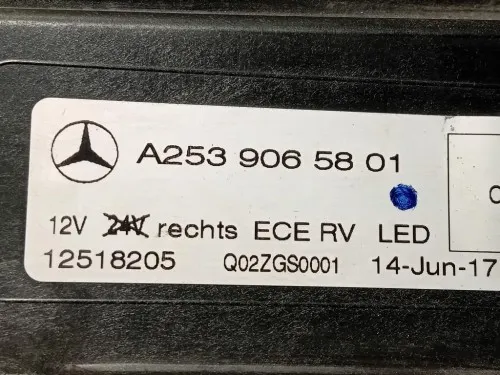 A253 906 58 01
12V 24V rechts ECE RV LED
12518205 Q02ZGS0001 14-Jun-17